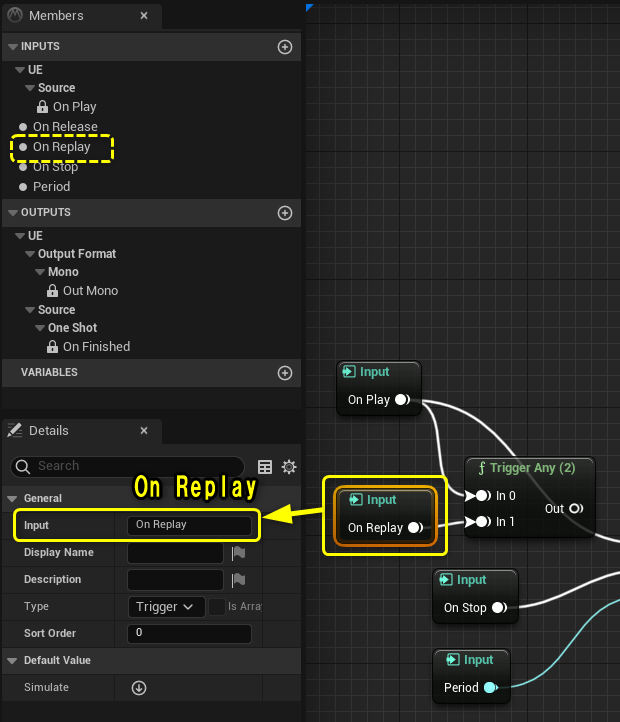 Members
INPUTS
UE
Source
On Play
On Release
On Replay
On Stop
Period
OUTPUTS
UE
Output Format
Mono
Out Mono
Source
One Shot
On Finished
VARIABLES
Details
Search
On Replay
General
Input On Replay
Display Name
Description
Type Trigger Is Arra
Sort Order 0
Default Value
Simulate
Input
On Play
Trigger Any (2)
In 0
Out
In 1
Input
On Replay
Input
On Stop
Input
Period